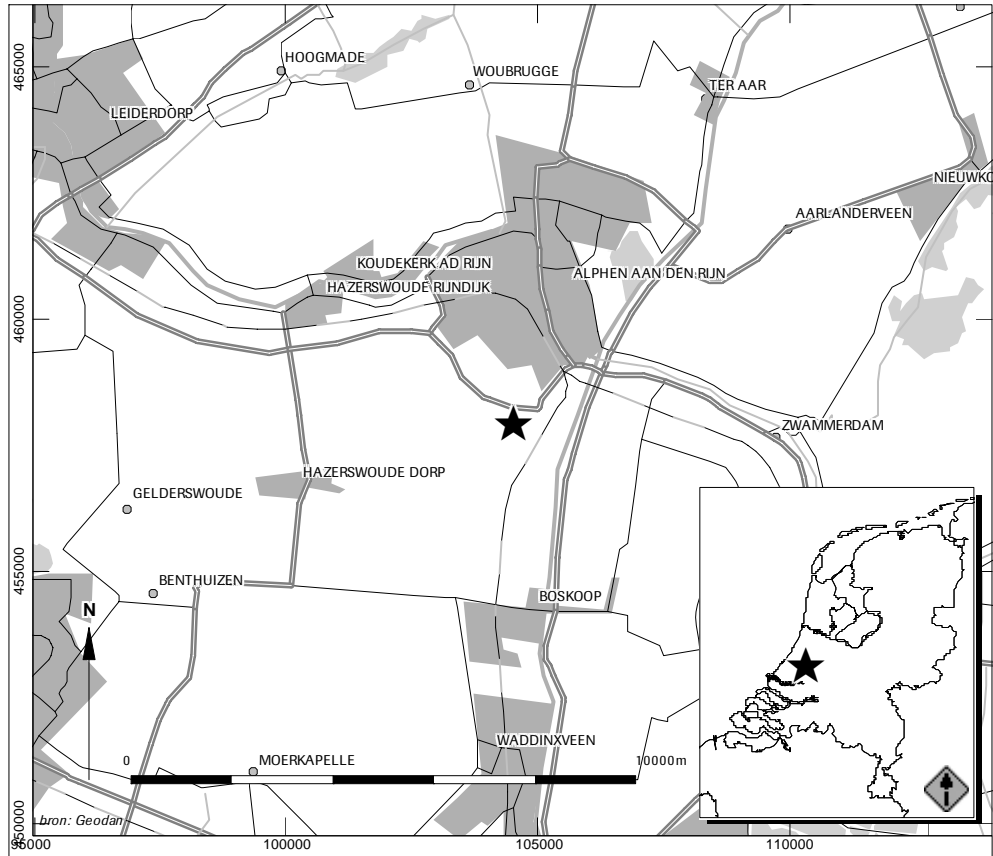 HOOGMADE
465000
WOUBRUGGE
TER AAR
LEIDERDORP
NIEUWKO
AARLANDERVEEN
KOUDEKERK AD RIJN
ALPHEN AAN DEN RIJN
HAZERSWOUDE RIJNDIJK
460000
ZWAMMERDAM
HAZERSWOUDE DORP
GELDERSWOUDE
455000
BENTHUIZEN
BOSKOOP
N
WADDINXVEEN
0
10000m
MOERKAPELLE
bron: Geodan
450000
95000
100000
105000
110000